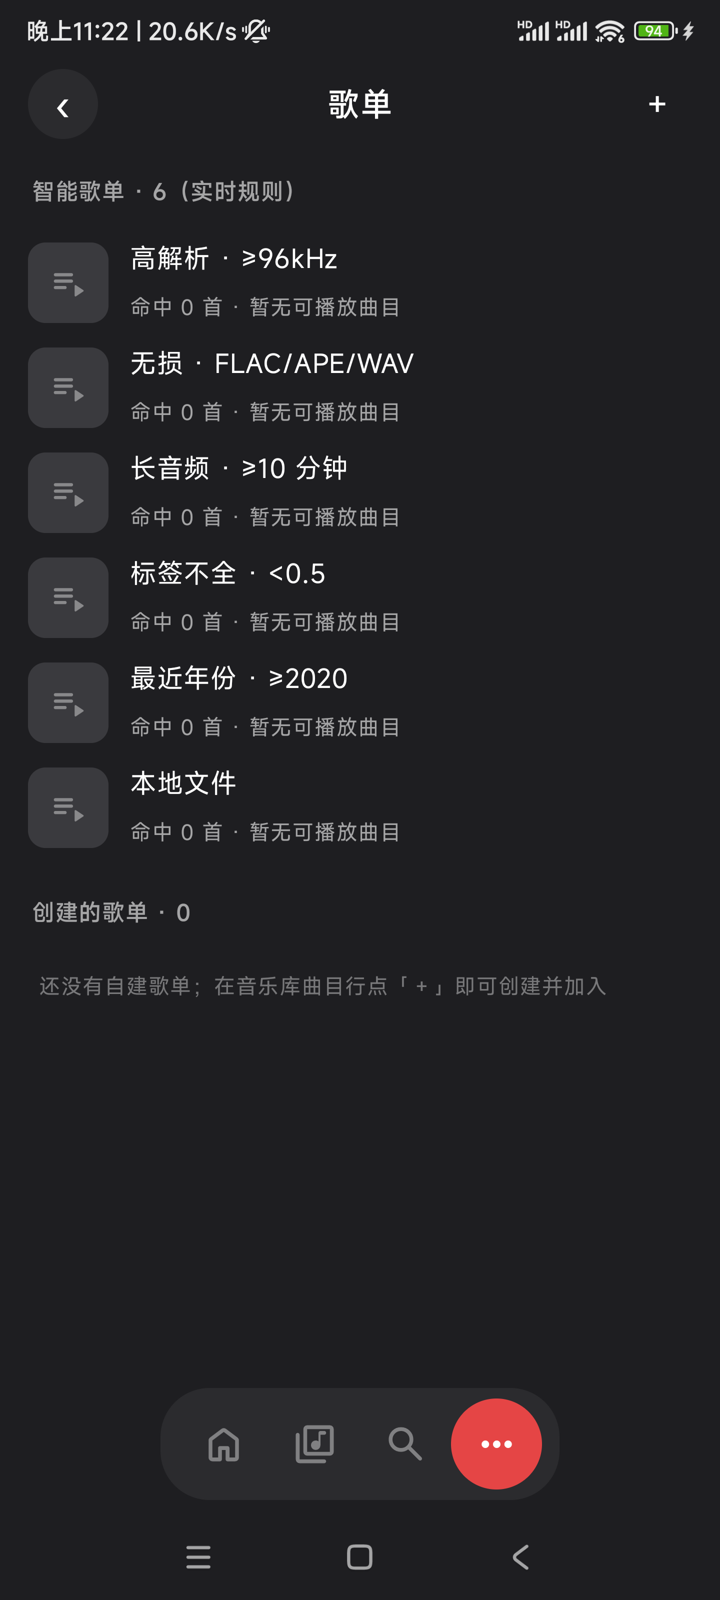 晚上11:22 | 20.6K/s
HD HD 6 94
歌单
+
智能歌单 · 6（实时规则）
高解析 · ≥96kHz
命中 0 首 · 暂无可播放曲目
无损 · FLAC/APE/WAV
命中 0 首 · 暂无可播放曲目
长音频 · ≥10 分钟
命中 0 首 · 暂无可播放曲目
标签不全 · <0.5
命中 0 首 · 暂无可播放曲目
最近年份 · ≥2020
命中 0 首 · 暂无可播放曲目
本地文件
命中 0 首 · 暂无可播放曲目
创建的歌单 · 0
还没有自建歌单；在音乐库曲目行点「 + 」即可创建并加入